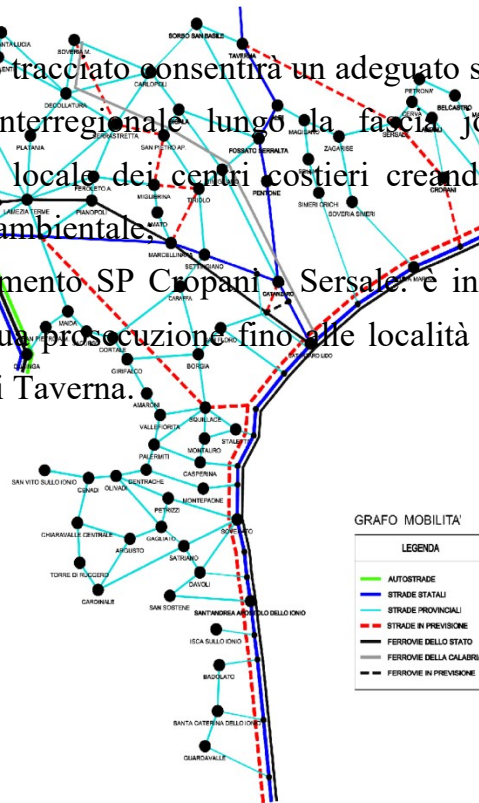 SORBO SAN BASILE
SOVERIA M.
TAVERNA
tracciato consentirà un adeguato s
CARLOPOLI
PETRONA'
DECOLLATURA
CERVA
BELCASTRO
interregionale lungo la fascia jo
MAGISANO
SERRASTRETTA
SAN PIETRO AP.
PLATANIA
FOSSATO SERRALTA
ZAGARISE
SERSALE
locale dei centri costieri creand
FEROLETO A
MIGLIERINA
TIRIOLO
PENTONE
CROPANI
SIMERI CRICHI
LAMEZIA TERME
PIANOPOLI
SOVERIA SIMERI
AMATO
ambientale,
MARCELLINARA
SETTINGIANO
mento SP Cropani - Sersale: è in
CARAFFA
CATANZARO
MAIDA
ua prosecuzione fino alle località
CORTALE
BORGIA
CATANZARO LIDO
GIRIFALCO
i Taverna.
AMARONI
SQUILLACE
VALLEFIORITA
STALETTI
MONTAURO
PALERMITI
CASPERINA
SAN VITO SULLO IONIO
CENTRACHE
CENADI
OLIVADI
MONTEPAONE
PETRIZZI
GRAFO MOBILITA'
SOVERATO
CHIARAVALLE CENTRALE
GAGLIATO
ARGUSTO
SATRIANO
LEGENDA
TORRE DI RUGGERO
DAVOLI
AUTOSTRADE
CARDINALE
STRADE STATALI
SAN SOSTENE
SANT'ANDREA APOSTOLO DELLO IONIO
STRADE PROVINCIALI
STRADE IN PREVISIONE
ISCA SULLO IONIO
FERROVIE DELLO STATO
FERROVIE DELLA CALABRI
BADOLATO
FERROVIE IN PREVISIONE
SANTA CATERINA DELLO IONIO
GUARDAVALLE